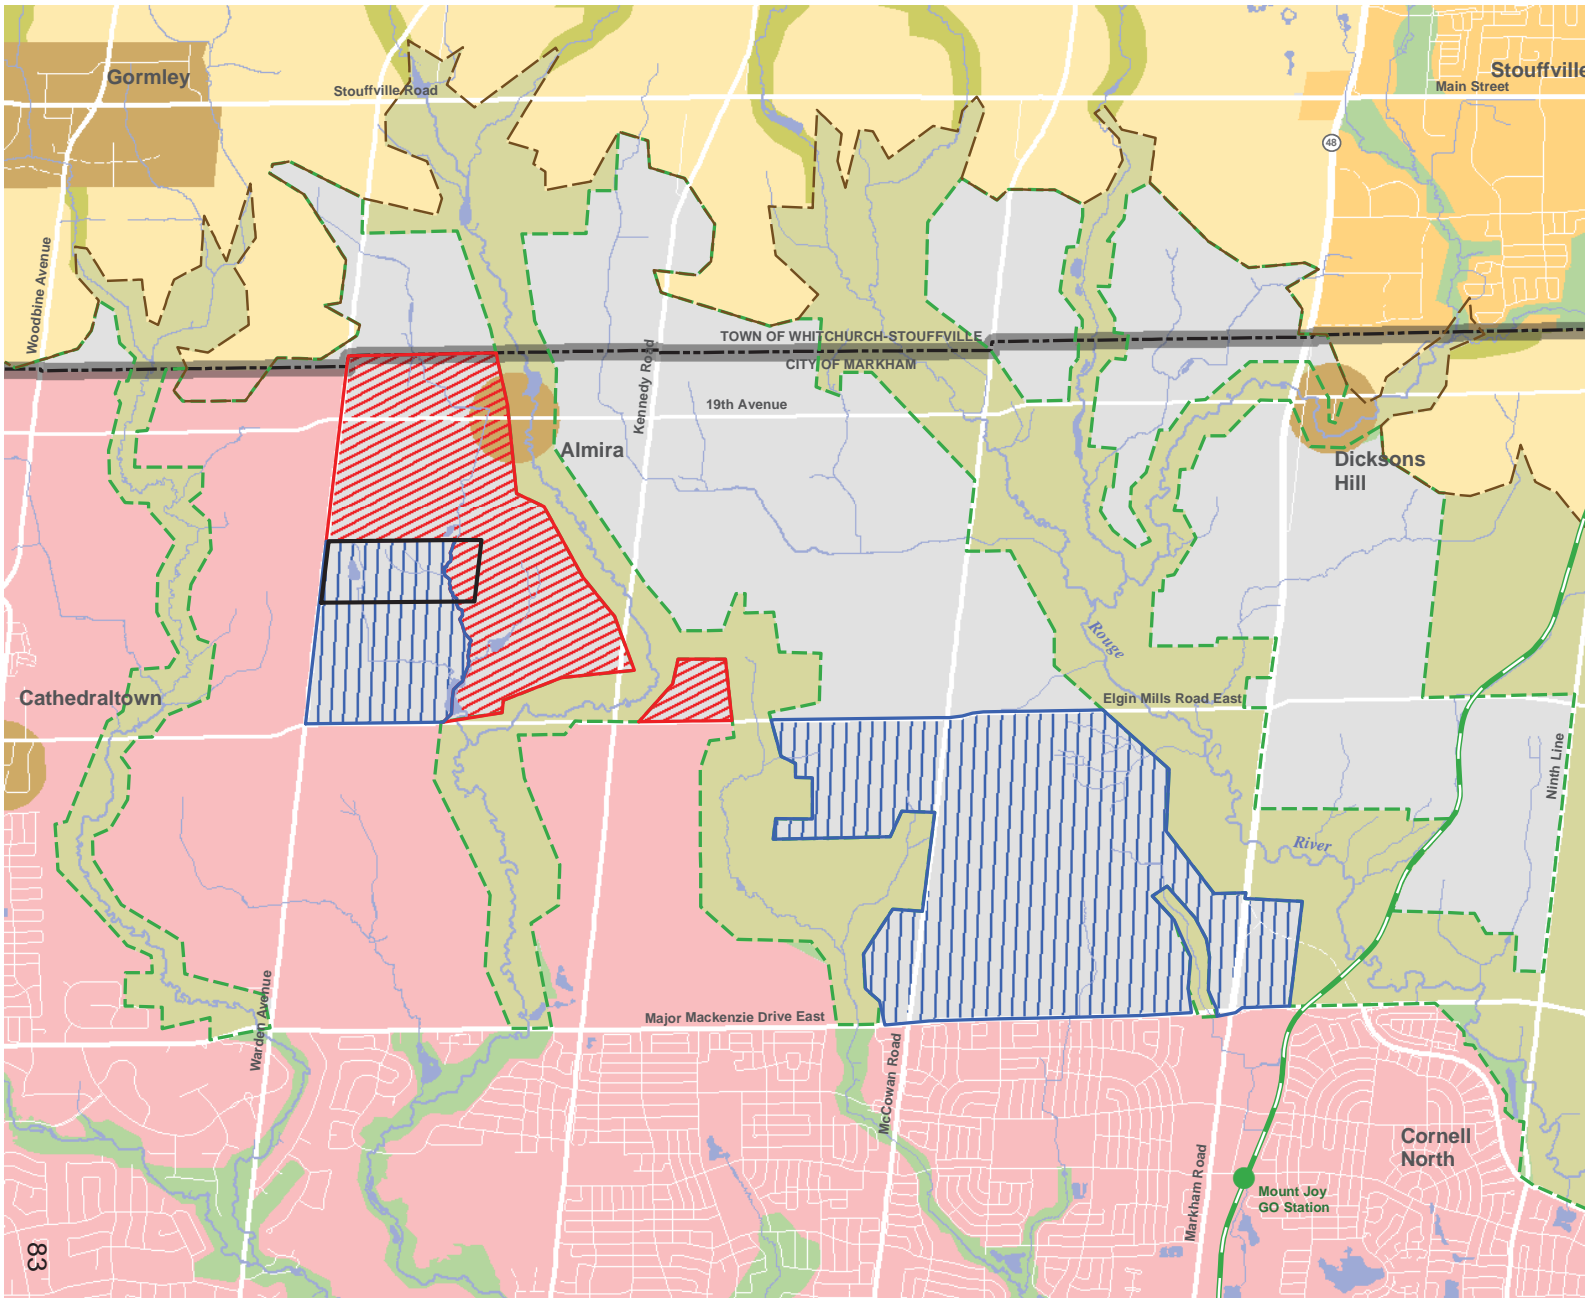 Gormley
Stouffville Road
Stouffville
Main Street
48
Woodbine Avenue
TOWN OF WHITCHURCH-STOUFFVILLE
CITY OF MARKHAM
Kennedy Road
19th Avenue
Almira
Dicksons
Hill
Rouge
Cathedraltown
Elgin Mills Road East
Ninth Line
River
Warden Avenue
Major Mackenzie Drive East
McCowan Road
Markham Road
Cornell
North
Mount Joy
GO Station
83